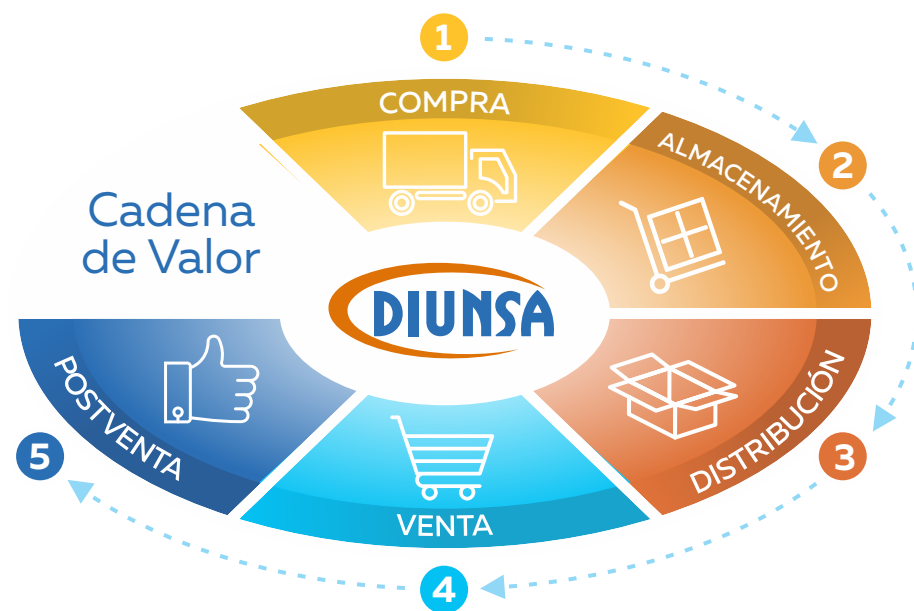 Cadena
de Valor
DIUNSA
1
COMPRA
2
ALMACENAMIENTO
3
DISTRIBUCIÓN
4
VENTA
5
POSTVENTA